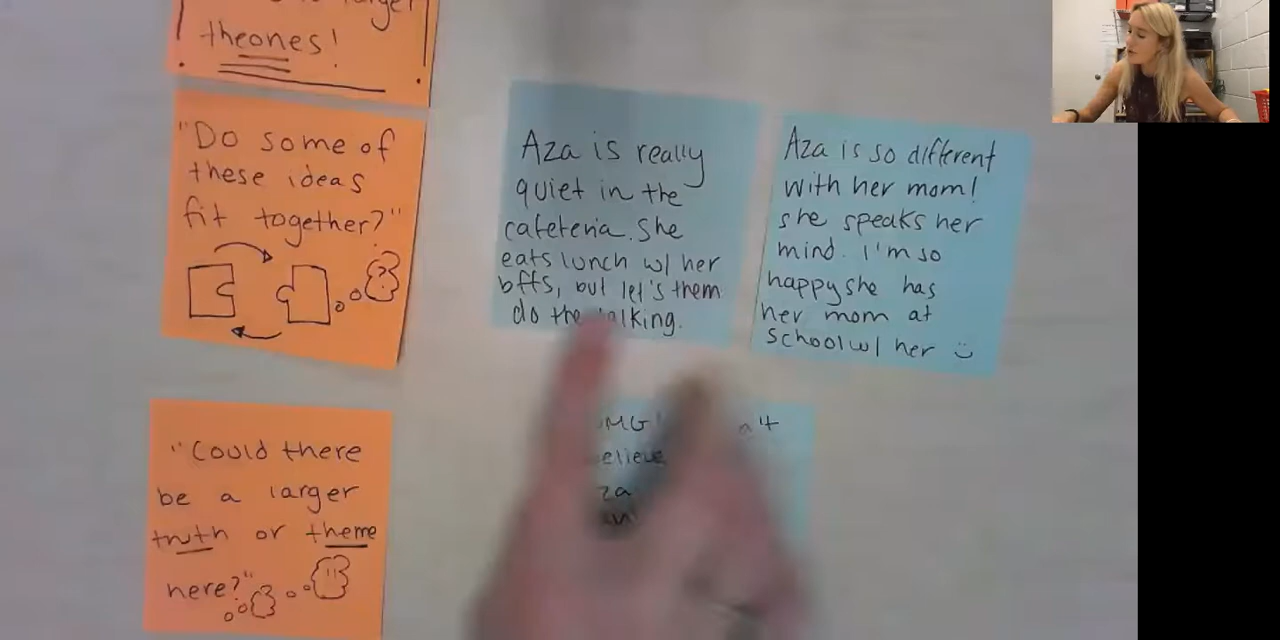 larger
theones!
"Do some of
these ideas
fit together?"
"Could there
be a larger
truth or theme
here?"
Aza is really
quiet in the
cafeteria. She
eats lunch w/ her
bffs, but let's them
do the talking.
Aza is so different
with her mom!
she speaks her
mind. I'm so
happy she has
her mom at
school w/ her